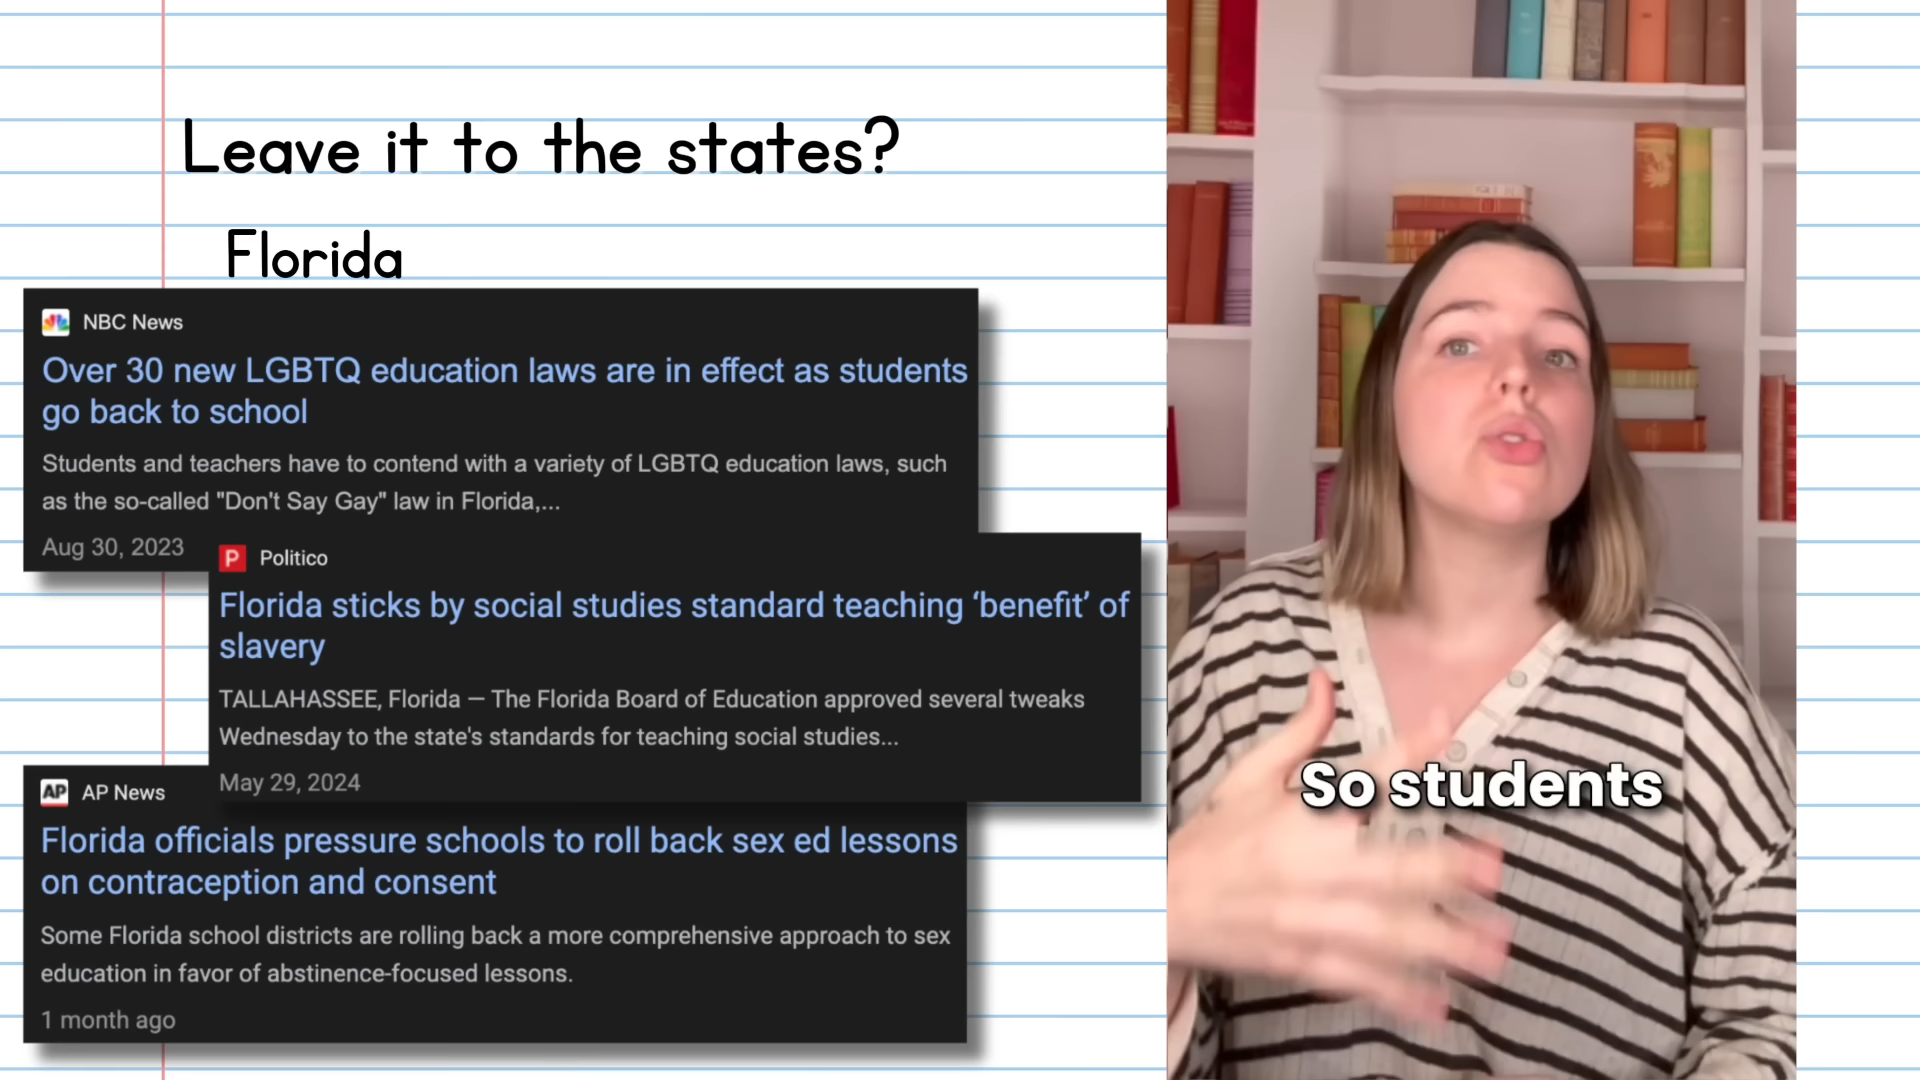 Leave it to the states?
Florida
NBC News
Over 30 new LGBTQ education laws are in effect as students
go back to school
Students and teachers have to contend with a variety of LGBTQ education laws, such
as the so-called "Don't Say Gay" law in Florida,...
Aug 30, 2023
P Politico
Florida sticks by social studies standard teaching ‘benefit’ of
slavery
TALLAHASSEE, Florida — The Florida Board of Education approved several tweaks
Wednesday to the state's standards for teaching social studies...
May 29, 2024
AP AP News
Florida officials pressure schools to roll back sex ed lessons
on contraception and consent
Some Florida school districts are rolling back a more comprehensive approach to sex
education in favor of abstinence-focused lessons.
1 month ago
So students